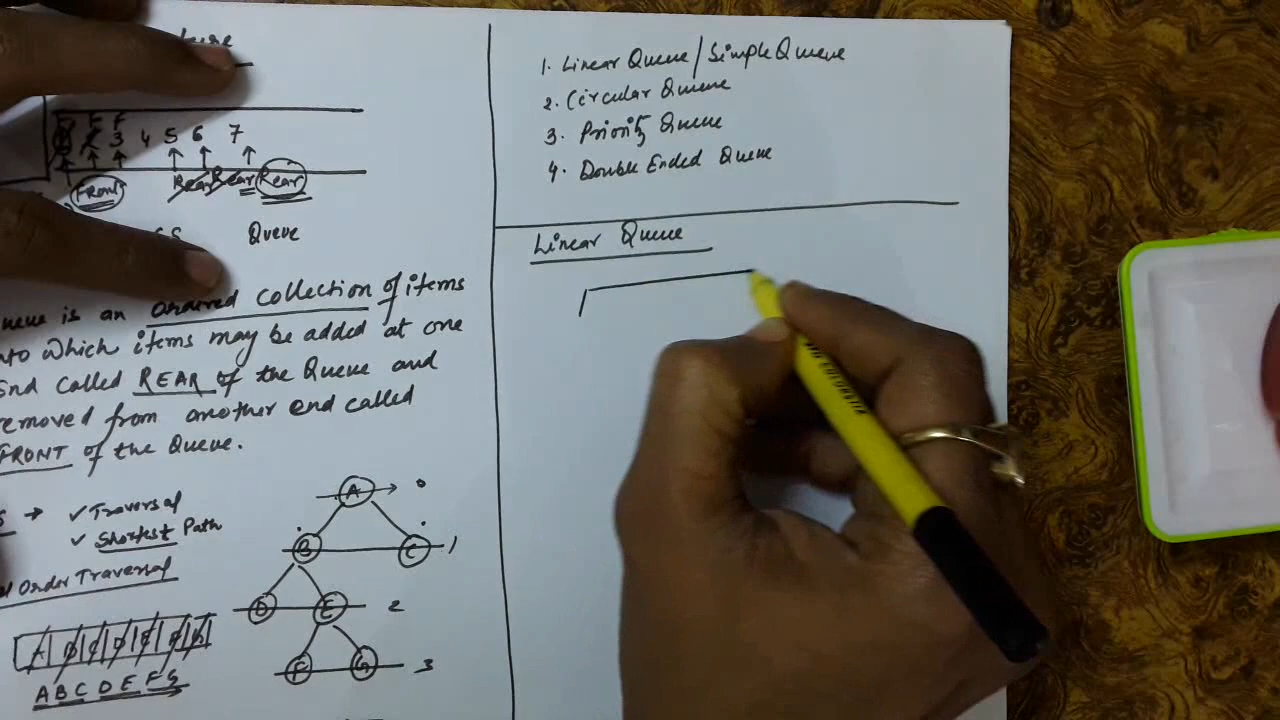 F F
3 4 5 6 7
Front Rear Rear Rear
Queue
is an ordered collection of items
which items may be added at one
called REAR of the Queue and
removed from another end called
FRONT of the Queue.
→ ✓ Traversal
✓ Shortest Path
Order Traversal
A B C D E F G
A 0
B C 1
D E 2
F G 3
1. Linear Queue / Simple Queue
2. Circular Queue
3. Priority Queue
4. Double Ended Queue
Linear Queue